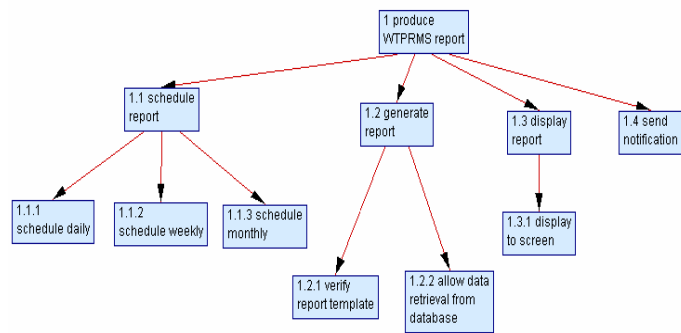 1 produce
WTPRMS report
1.1 schedule
report
1.2 generate
report
1.3 display
report
1.4 send
notification
1.1.1
schedule daily
1.1.2
schedule weekly
1.1.3 schedule
monthly
1.3.1 display
to screen
1.2.1 verify
report template
1.2.2 allow data
retrieval from
database